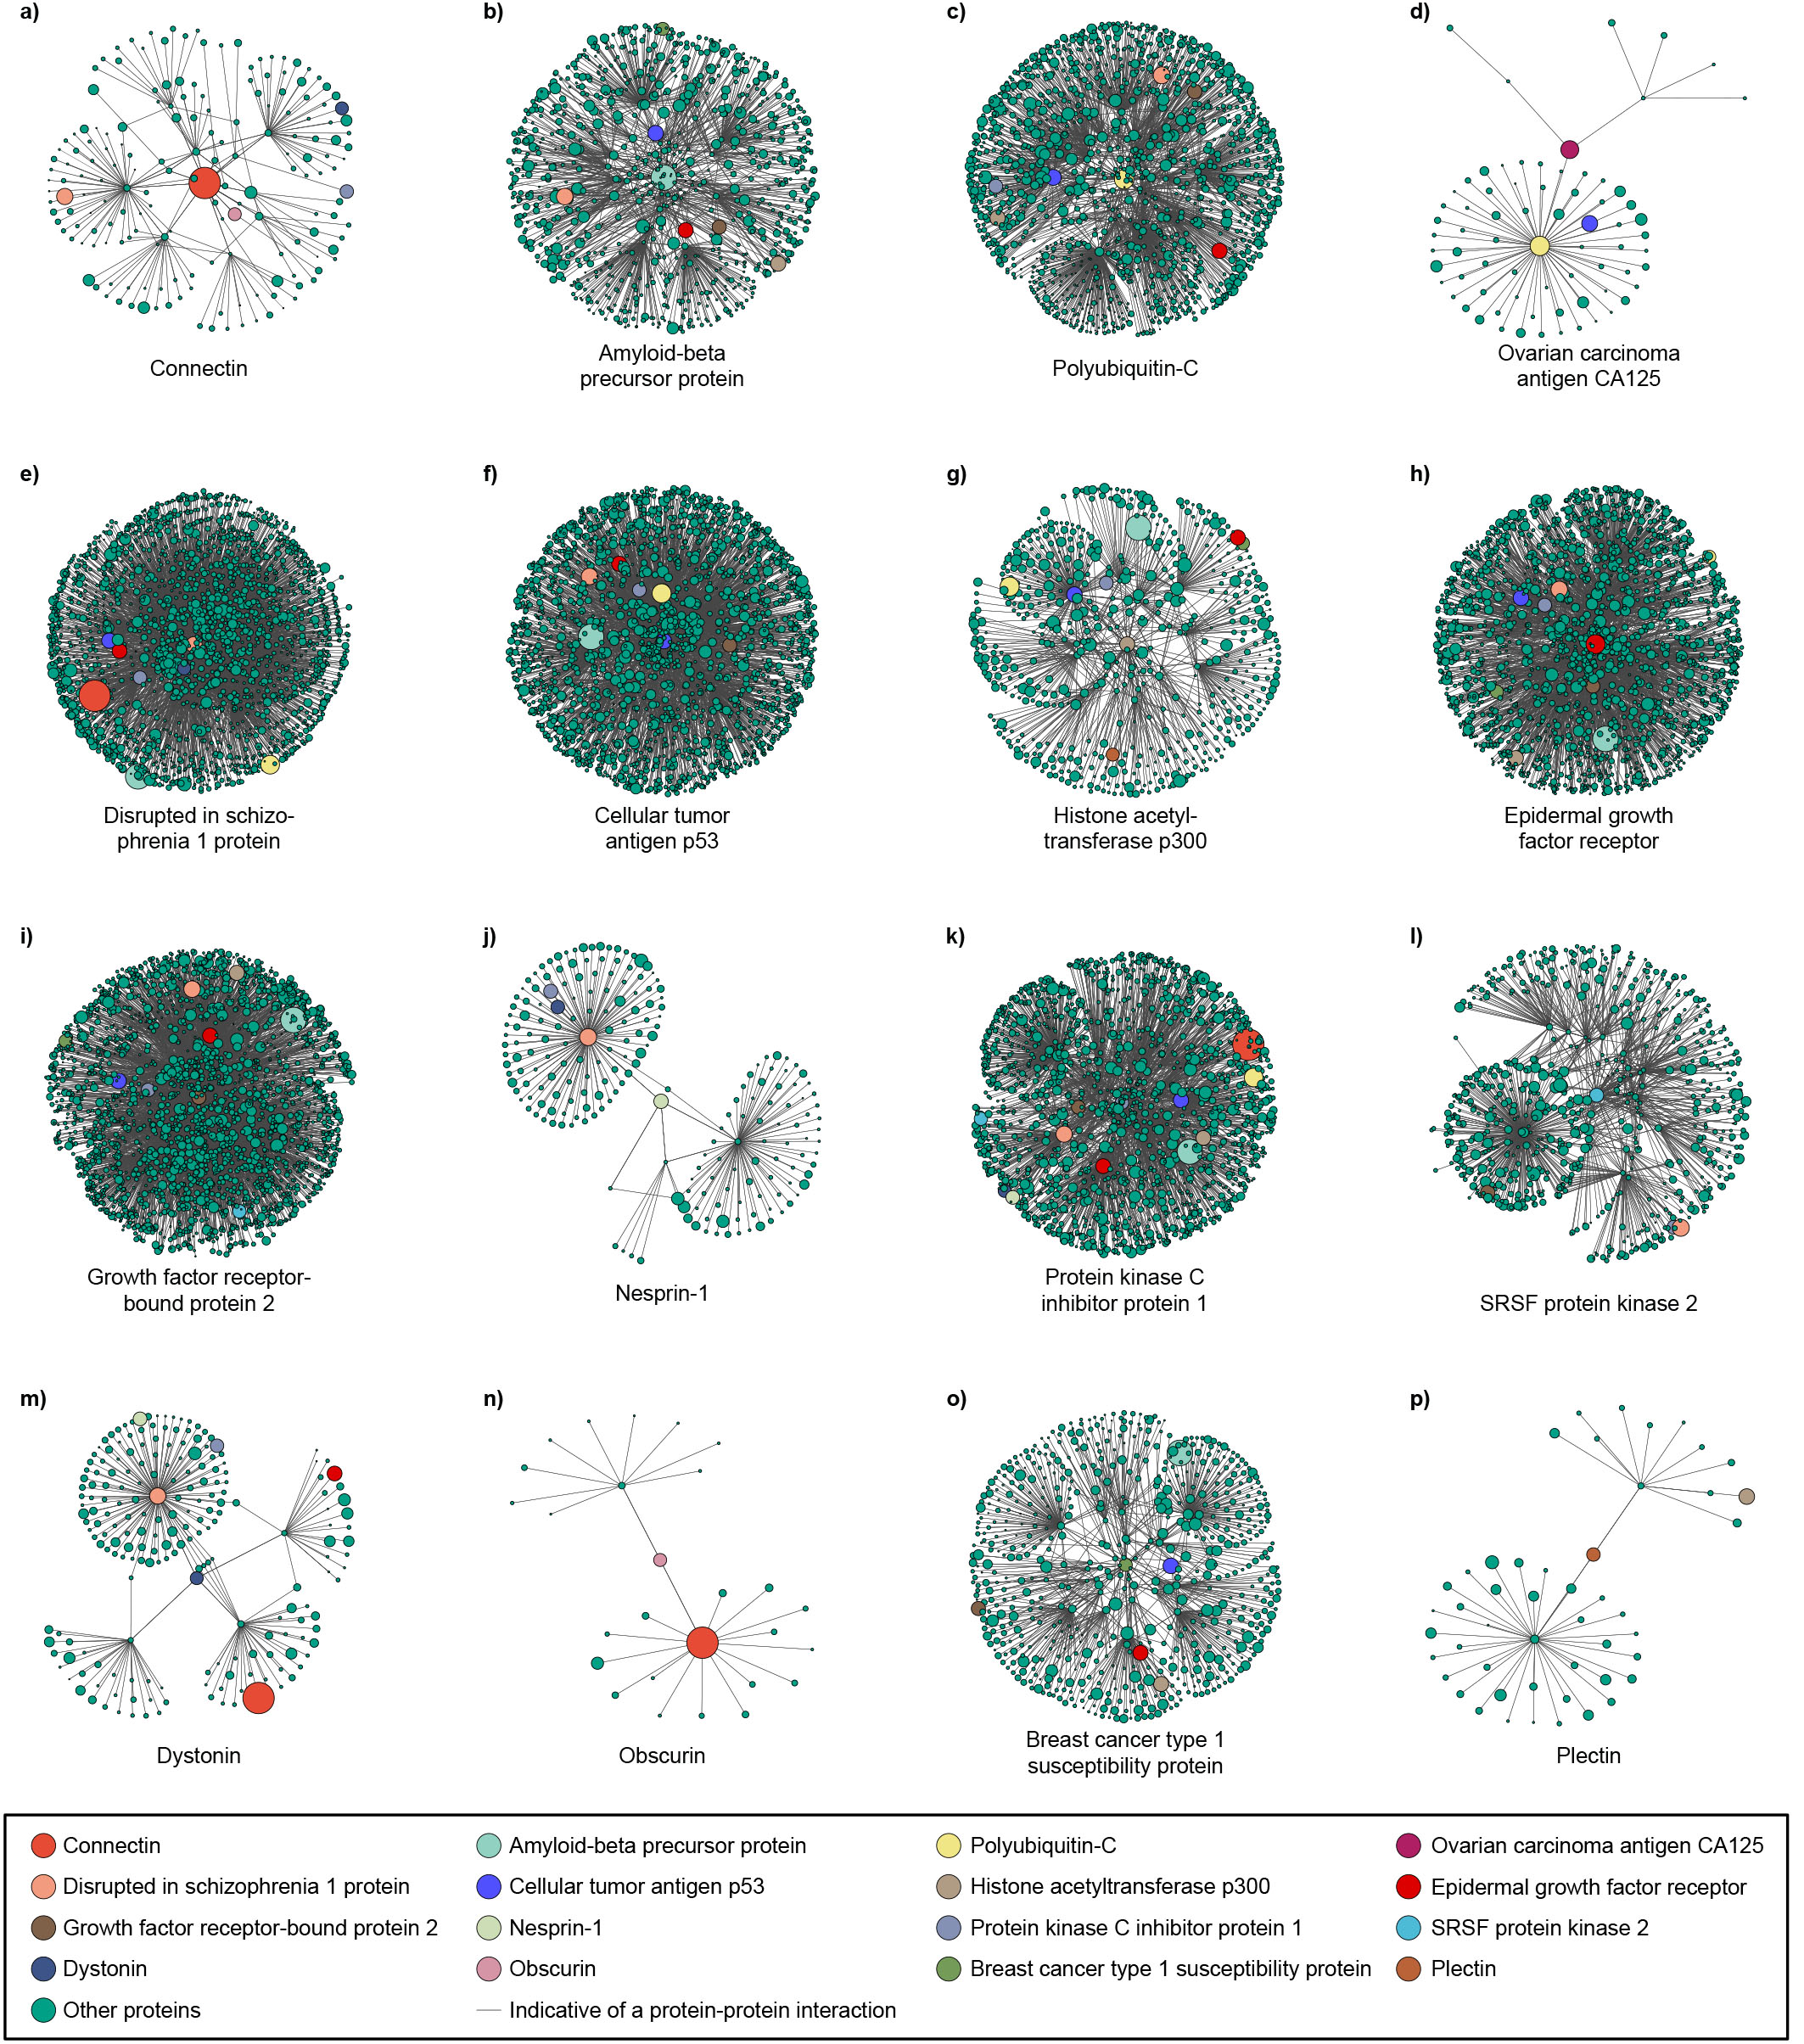 a)
b)
c)
d)
Connectin
Amyloid-beta
precursor protein
Polyubiquitin-C
Ovarian carcinoma
antigen CA125
e)
f)
g)
h)
Disrupted in schizo-
phrenia 1 protein
Cellular tumor
antigen p53
Histone acetyl-
transferase p300
Epidermal growth
factor receptor
i)
j)
k)
l)
Growth factor receptor-
bound protein 2
Nesprin-1
Protein kinase C
inhibitor protein 1
SRSF protein kinase 2
m)
n)
o)
p)
Dystonin
Obscurin
Breast cancer type 1
susceptibility protein
Plectin
Connectin
Amyloid-beta precursor protein
Polyubiquitin-C
Ovarian carcinoma antigen CA125
Disrupted in schizophrenia 1 protein
Cellular tumor antigen p53
Histone acetyltransferase p300
Epidermal growth factor receptor
Growth factor receptor-bound protein 2
Nesprin-1
Protein kinase C inhibitor protein 1
SRSF protein kinase 2
Dystonin
Obscurin
Breast cancer type 1 susceptibility protein
Plectin
Other proteins
Indicative of a protein-protein interaction